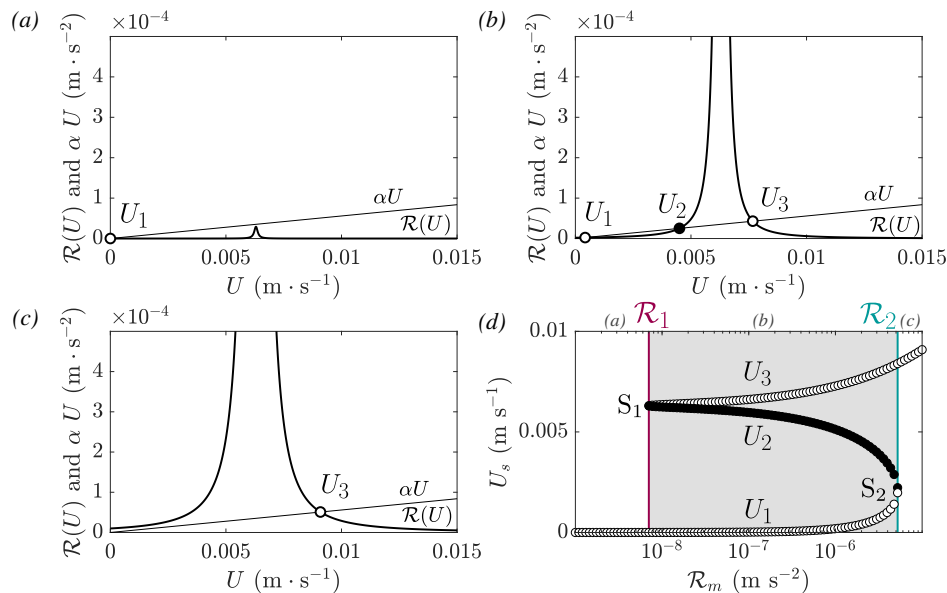 (a)
×10⁻⁴
ℛ(U) and α U (m · s⁻²)
4
3
2
1
0
U₁
αU
ℛ(U)
0
0.005
0.01
0.015
U (m · s⁻¹)
(b)
×10⁻⁴
ℛ(U) and α U (m · s⁻²)
4
3
2
1
0
U₁
U₂
U₃
αU
ℛ(U)
0
0.005
0.01
0.015
U (m · s⁻¹)
(c)
×10⁻⁴
ℛ(U) and α U (m · s⁻²)
4
3
2
1
0
U₃
αU
ℛ(U)
0
0.005
0.01
0.015
U (m · s⁻¹)
(d)
(a)
ℛ₁
(b)
ℛ₂
(c)
U_s (m s⁻¹)
0.01
0.005
0
U₃
S₁
U₂
S₂
U₁
10⁻⁸
10⁻⁷
10⁻⁶
ℛ_m (m s⁻²)